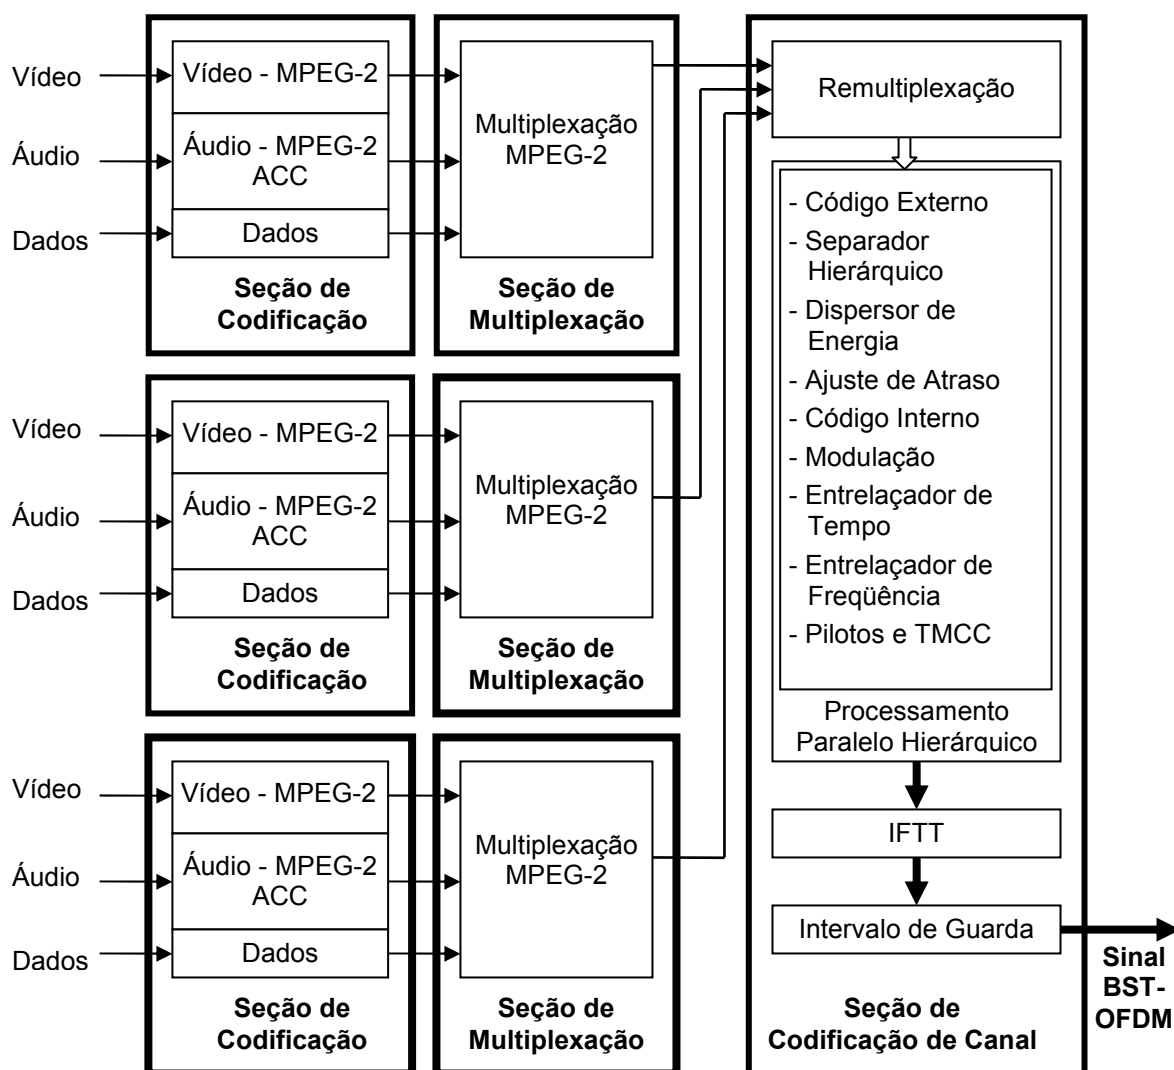 Vídeo
Áudio
Dados
Vídeo - MPEG-2
Áudio - MPEG-2
ACC
Dados
Seção de
Codificação
Multiplexação
MPEG-2
Seção de
Multiplexação
Vídeo
Áudio
Dados
Vídeo - MPEG-2
Áudio - MPEG-2
ACC
Dados
Seção de
Codificação
Multiplexação
MPEG-2
Seção de
Multiplexação
Vídeo
Áudio
Dados
Vídeo - MPEG-2
Áudio - MPEG-2
ACC
Dados
Seção de
Codificação
Multiplexação
MPEG-2
Seção de
Multiplexação
Remultiplexação
- Código Externo
- Separador
Hierárquico
- Dispersor de
Energia
- Ajuste de Atraso
- Código Interno
- Modulação
- Entrelaçador de
Tempo
- Entrelaçador de
Freqüência
- Pilotos e TMCC
Processamento
Paralelo Hierárquico
IFTT
Intervalo de Guarda
Seção de
Codificação de Canal
Sinal
BST-
OFDM